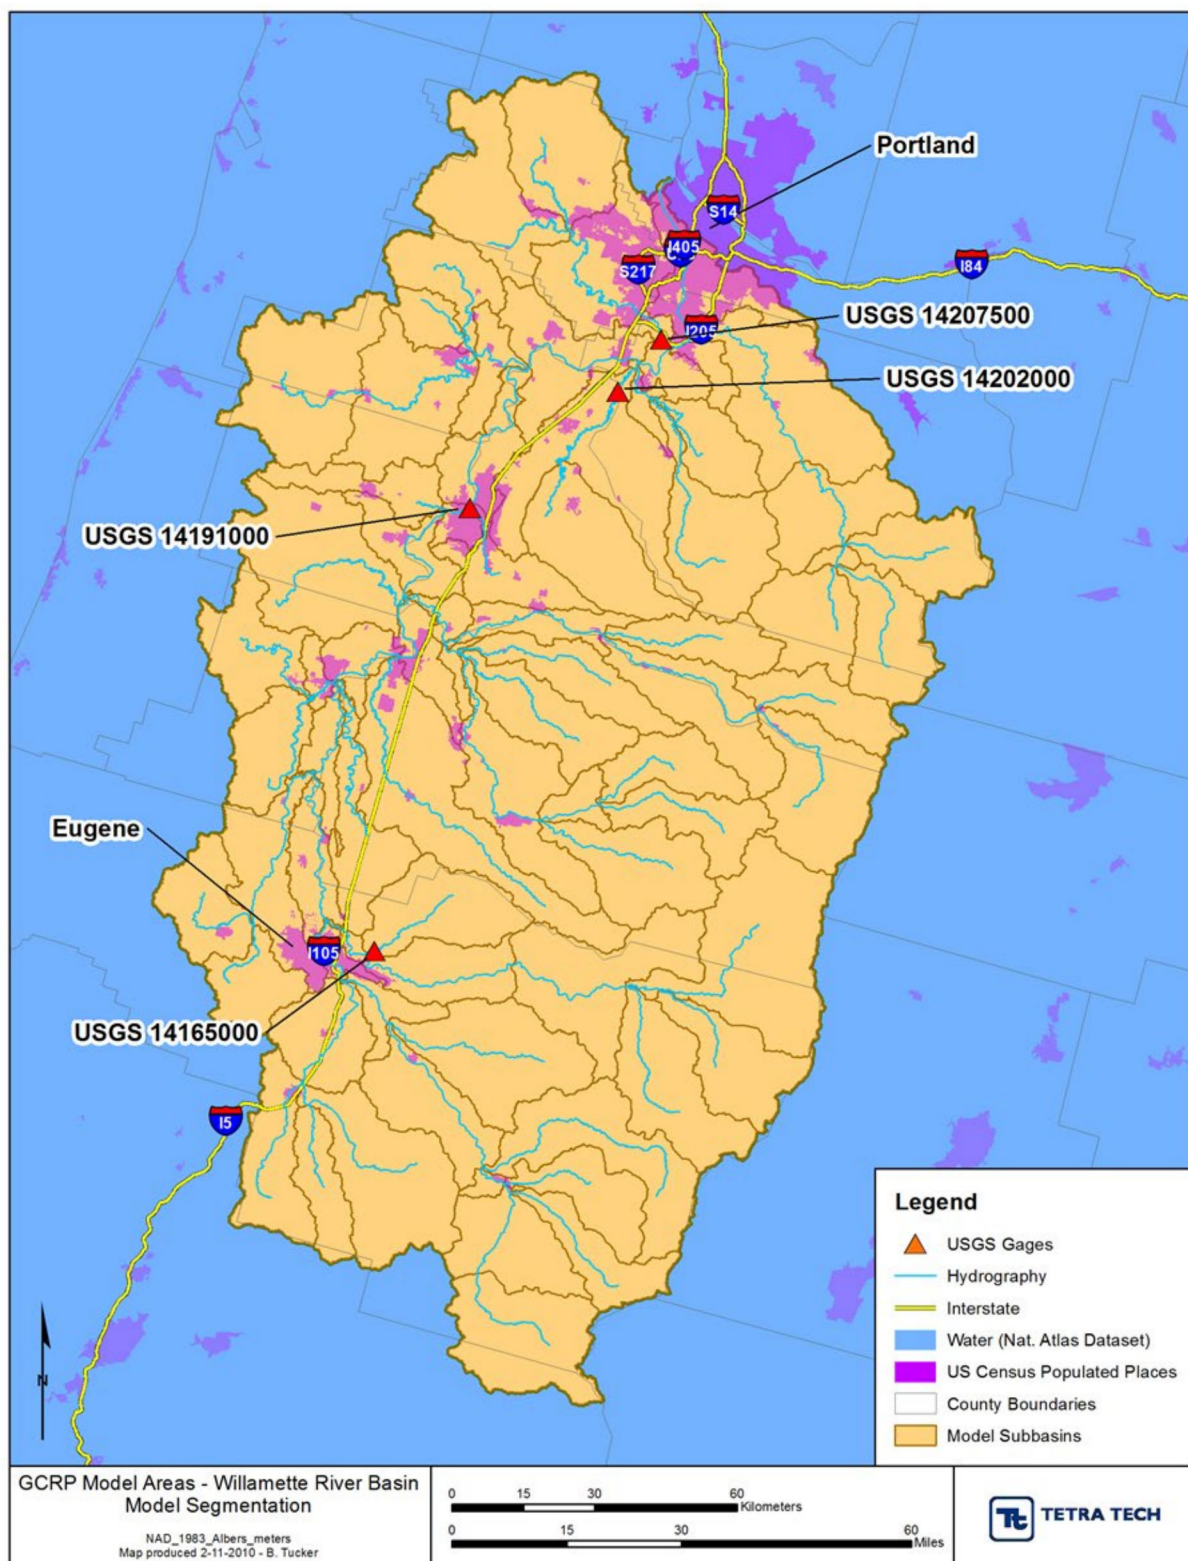 Portland
S14
I405
S217
I84
USGS 14207500
I205
USGS 14202000
USGS 14191000
Eugene
I105
USGS 14165000
I5
N
Legend
USGS Gages
Hydrography
Interstate
Water (Nat. Atlas Dataset)
US Census Populated Places
County Boundaries
Model Subbasins
GCRP Model Areas - Willamette River Basin
Model Segmentation
NAD_1983_Albers_meters
Map produced 2-11-2010 - B. Tucker
0 15 30 60
Kilometers
0 15 30 60
Miles
Tt TETRA TECH